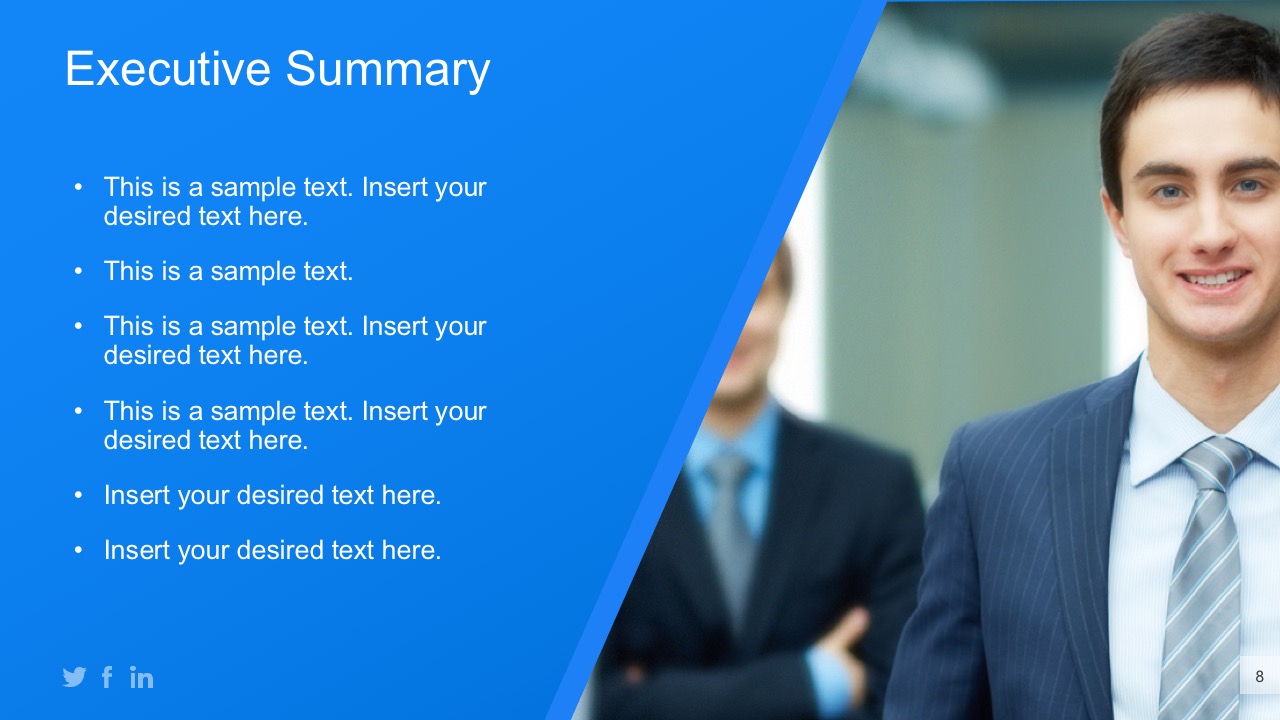 Executive Summary
• This is a sample text. Insert your
desired text here.
• This is a sample text.
• This is a sample text. Insert your
desired text here.
• This is a sample text. Insert your
desired text here.
• Insert your desired text here.
• Insert your desired text here.
8